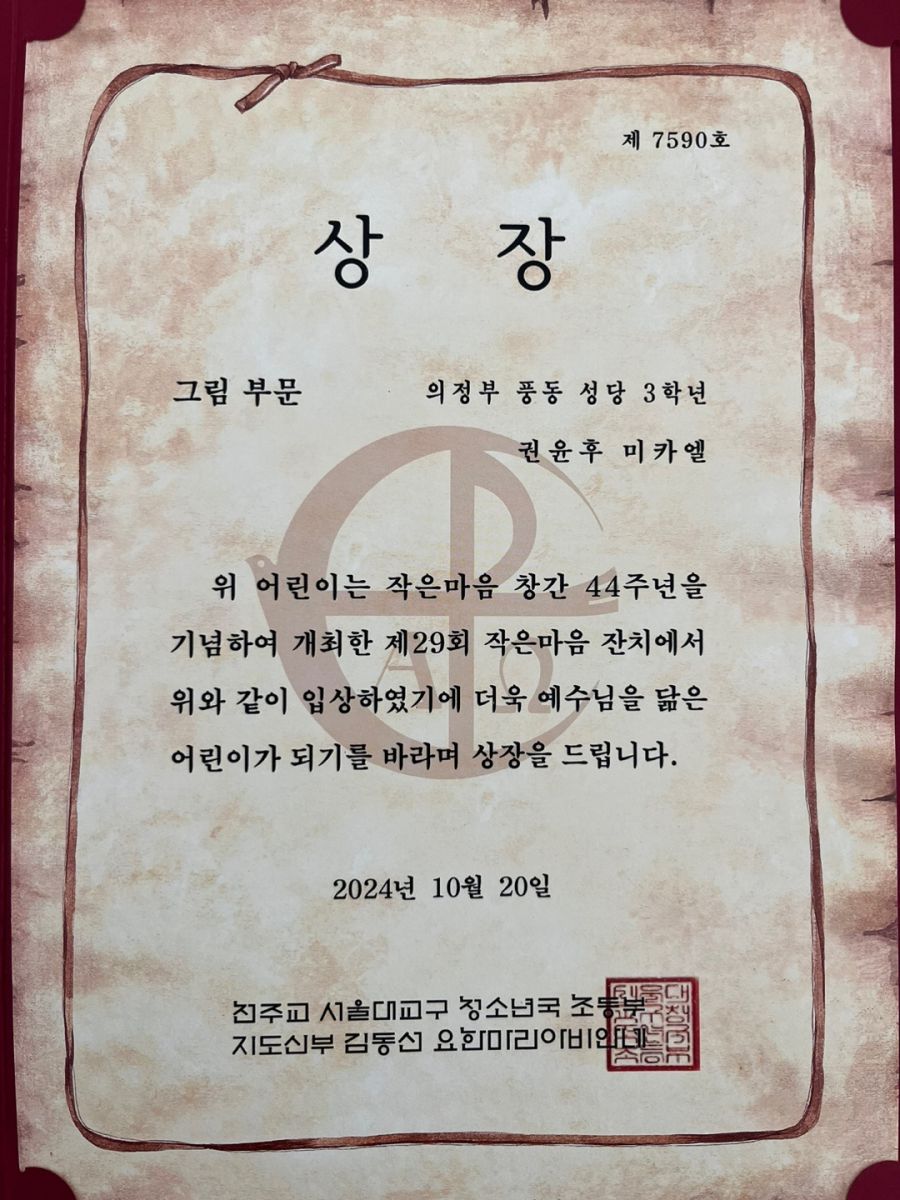 제 7590호
상 장
그림 부문 의정부 풍동 성당 3학년
권윤후 미카엘
위 어린이는 작은마음 창간 44주년을
기념하여 개최한 제29회 작은마음 잔치에서
위와 같이 입상하였기에 더욱 예수님을 닮은
어린이가 되기를 바라며 상장을 드립니다.
Α Ω
2024년 10월 20일
천주교 서울대교구 청소년국 초등부
지도신부 김동선 요한마리아비안네